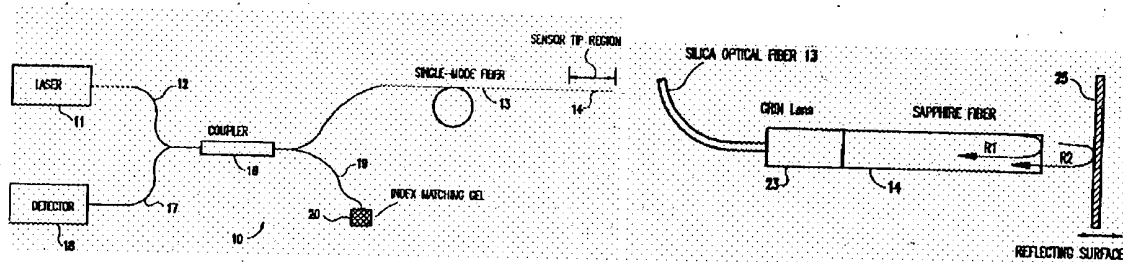 SENSOR TIP REGION
LASER
11
12
SINGLE-MODE FIBER
13
14
COUPLER
16
19
DETECTOR
17
20
INDEX MATCHING GEL
10
SILICA OPTICAL FIBER 13
25
GRIN Lens
SAPPHIRE FIBER
R1
R2
23
14
REFLECTING SURFACE